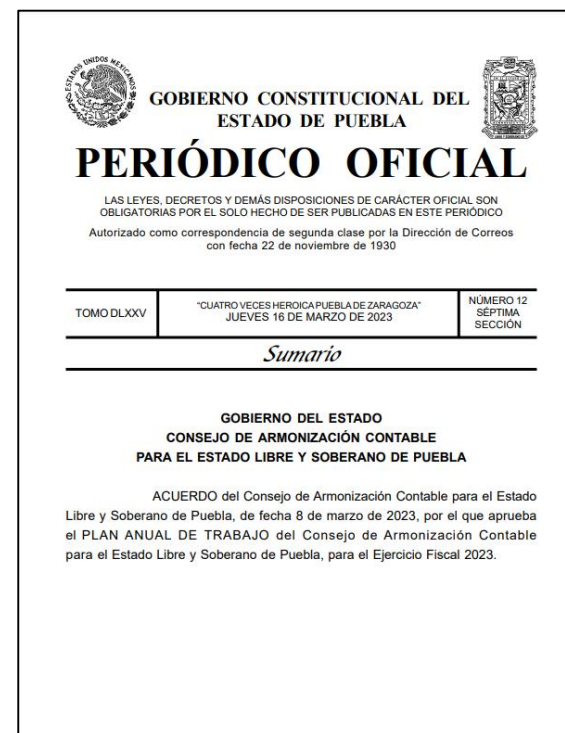 ESTADOS UNIDOS MEXICANOS
GOBIERNO CONSTITUCIONAL DEL
ESTADO DE PUEBLA
PERIÓDICO OFICIAL
LAS LEYES, DECRETOS Y DEMÁS DISPOSICIONES DE CARÁCTER OFICIAL SON
OBLIGATORIAS POR EL SOLO HECHO DE SER PUBLICADAS EN ESTE PERIÓDICO
Autorizado como correspondencia de segunda clase por la Dirección de Correos
con fecha 22 de noviembre de 1930
TOMO DLXXV
"CUATRO VECES HEROICA PUEBLA DE ZARAGOZA"
JUEVES 16 DE MARZO DE 2023
NÚMERO 12
SÉPTIMA
SECCIÓN
Sumario
GOBIERNO DEL ESTADO
CONSEJO DE ARMONIZACIÓN CONTABLE
PARA EL ESTADO LIBRE Y SOBERANO DE PUEBLA
ACUERDO del Consejo de Armonización Contable para el Estado
Libre y Soberano de Puebla, de fecha 8 de marzo de 2023, por el que aprueba
el PLAN ANUAL DE TRABAJO del Consejo de Armonización Contable
para el Estado Libre y Soberano de Puebla, para el Ejercicio Fiscal 2023.